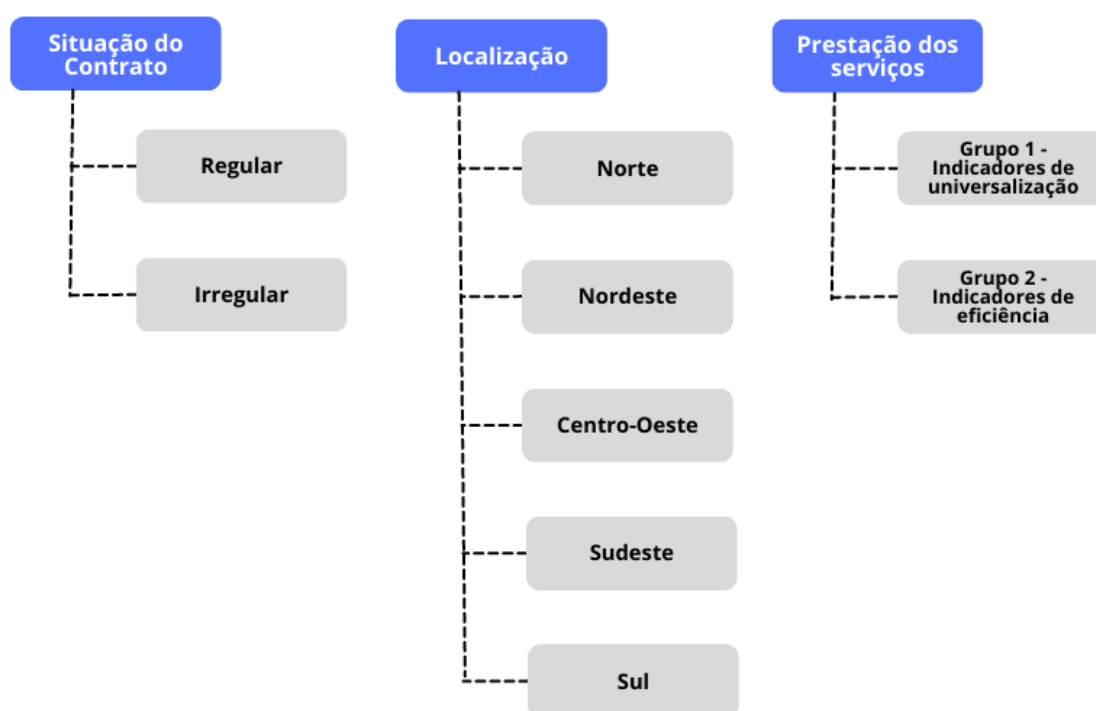 Situação do
Contrato
Regular
Irregular
Localização
Norte
Nordeste
Centro-Oeste
Sudeste
Sul
Prestação dos
serviços
Grupo 1 -
Indicadores de
universalização
Grupo 2 -
Indicadores de
eficiência